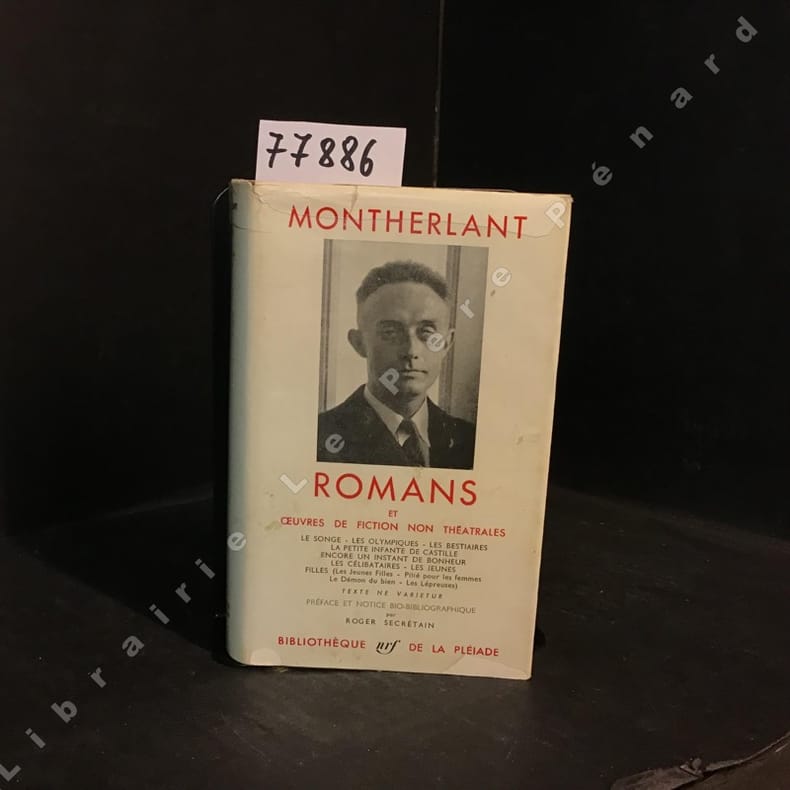 77886
MONTHERLANT
ROMANS
ET
ŒUVRES DE FICTION NON THÉATRALES
LE SONGE - LES OLYMPIQUES - LES BESTIAIRES
LA PETITE INFANTE DE CASTILLE
ENCORE UN INSTANT DE BONHEUR
LES CÉLIBATAIRES - LES JEUNES
FILLES (Les Jeunes Filles - Pitié pour les femmes
Le Démon du bien - Les Lépreuses)
TEXTE NE VARIETUR
PRÉFACE ET NOTICE BIO-BIBLIOGRAPHIQUE
par
ROGER SECRÉTAIN
BIBLIOTHÈQUE nrf DE LA PLÉIADE
Librairie Le Père Pénard